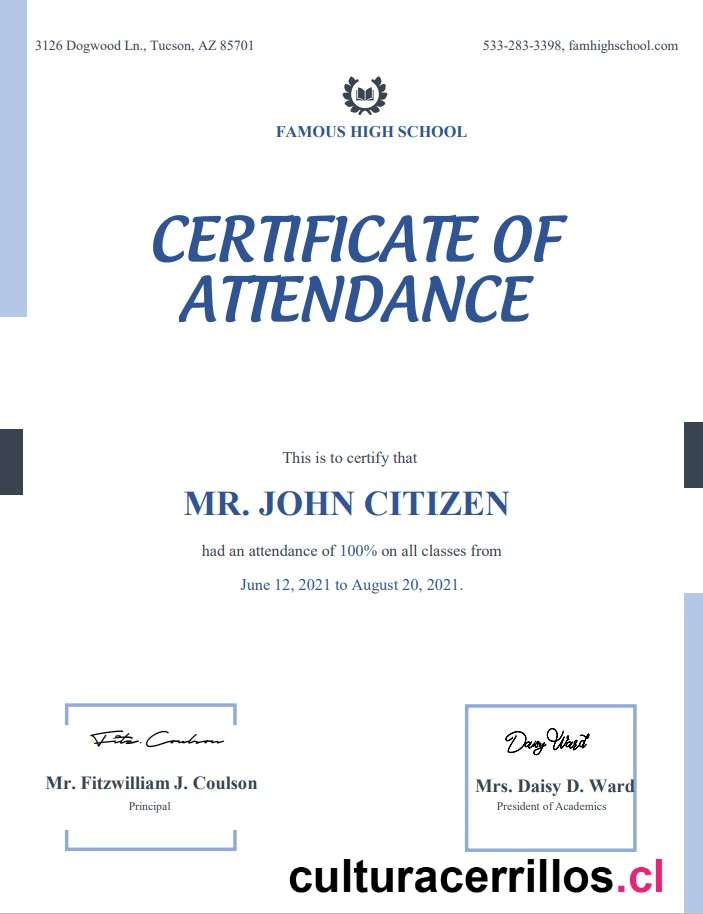 3126 Dogwood Ln., Tucson, AZ 85701
533-283-3398, famhighschool.com
FAMOUS HIGH SCHOOL
CERTIFICATE OF
ATTENDANCE
This is to certify that
MR. JOHN CITIZEN
had an attendance of 100% on all classes from
June 12, 2021 to August 20, 2021.
Fitz. Coulson
Daisy Ward
Mr. Fitzwilliam J. Coulson
Mrs. Daisy D. Ward
Principal
President of Academics
culturacerrillos.cl